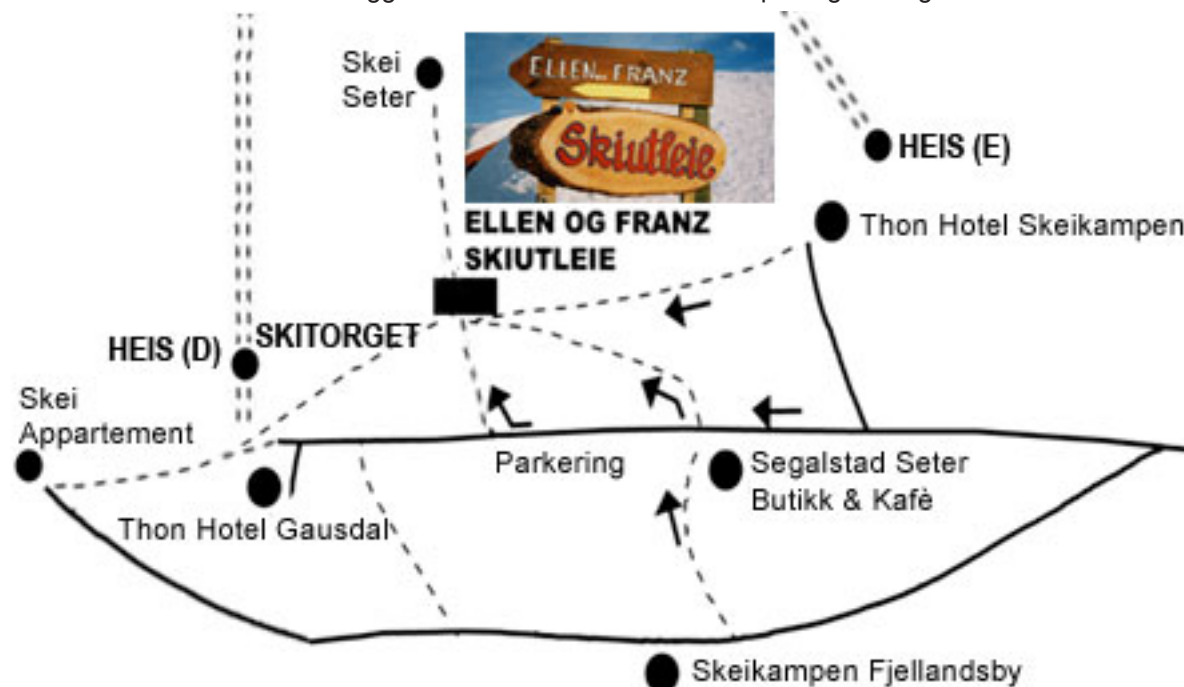 Skei
Seter
ELLEN OG FRANZ
Skiutleie
HEIS (E)
ELLEN OG FRANZ
SKIUTLEIE
Thon Hotel Skeikampen
HEIS (D)
SKITORGET
Skei
Appartement
Parkering
Segalstad Seter
Butikk & Kafè
Thon Hotel Gausdal
Skeikampen Fjellandsby